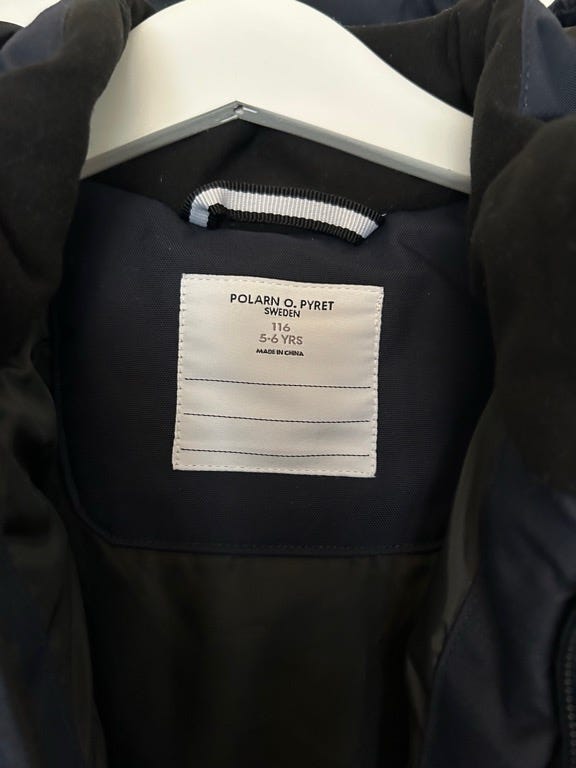 POLARN O. PYRET
SWEDEN
116
5-6 YRS
MADE IN CHINA